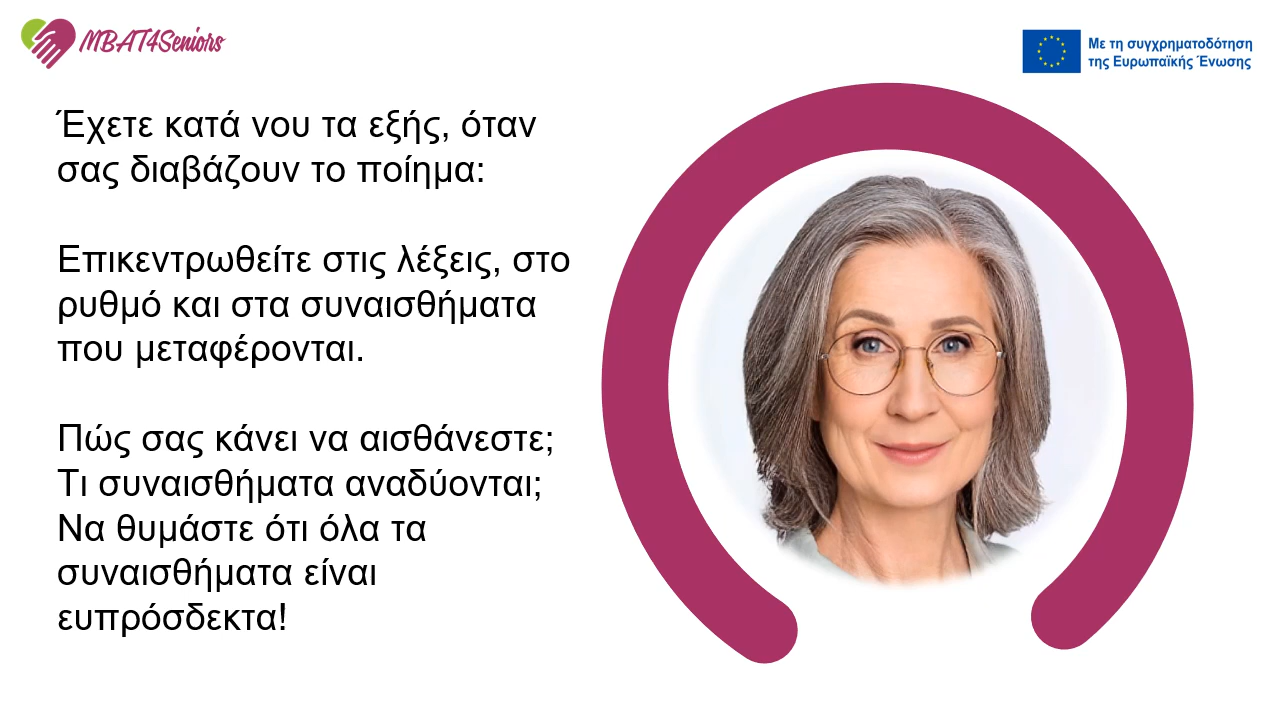 MBAT4Seniors
Με τη συγχρηματοδότηση
της Ευρωπαϊκής Ένωσης
Έχετε κατά νου τα εξής, όταν
σας διαβάζουν το ποίημα:
Επικεντρωθείτε στις λέξεις, στο
ρυθμό και στα συναισθήματα
που μεταφέρονται.
Πώς σας κάνει να αισθάνεστε;
Τι συναισθήματα αναδύονται;
Να θυμάστε ότι όλα τα
συναισθήματα είναι
ευπρόσδεκτα!